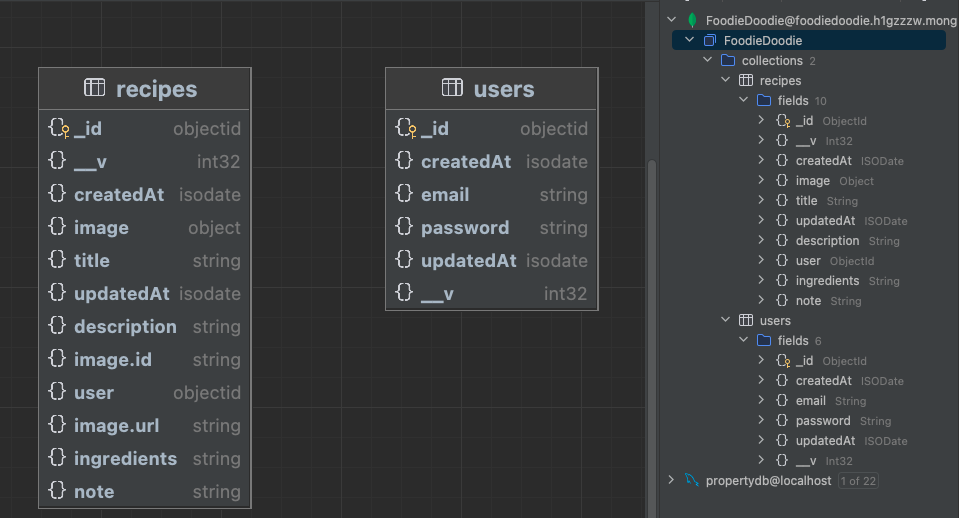 recipes
_id objectid
__v int32
createdAt isodate
image object
title string
updatedAt isodate
description string
image.id string
user objectid
image.url string
ingredients string
note string
users
_id objectid
createdAt isodate
email string
password string
updatedAt isodate
__v int32
FoodieDoodie@foodiedoodie.h1gzzzw.mong
FoodieDoodie
collections 2
recipes
fields 10
_id ObjectId
__v Int32
createdAt ISODate
image Object
title String
updatedAt ISODate
description String
user ObjectId
ingredients String
note String
users
fields 6
_id ObjectId
createdAt ISODate
email String
password String
updatedAt ISODate
__v Int32
propertydb@localhost 1 of 22